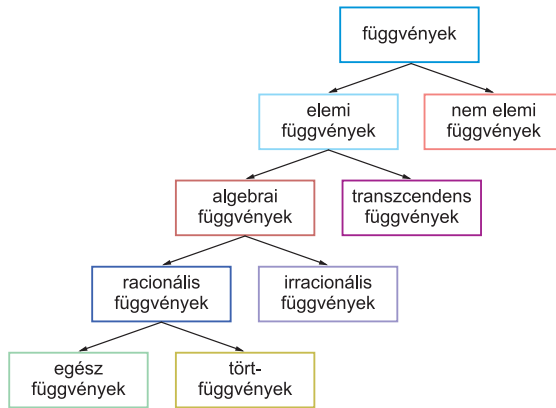 függvények
elemi
függvények
nem elemi
függvények
algebrai
függvények
transzcendens
függvények
racionális
függvények
irracionális
függvények
egész
függvények
tört-
függvények